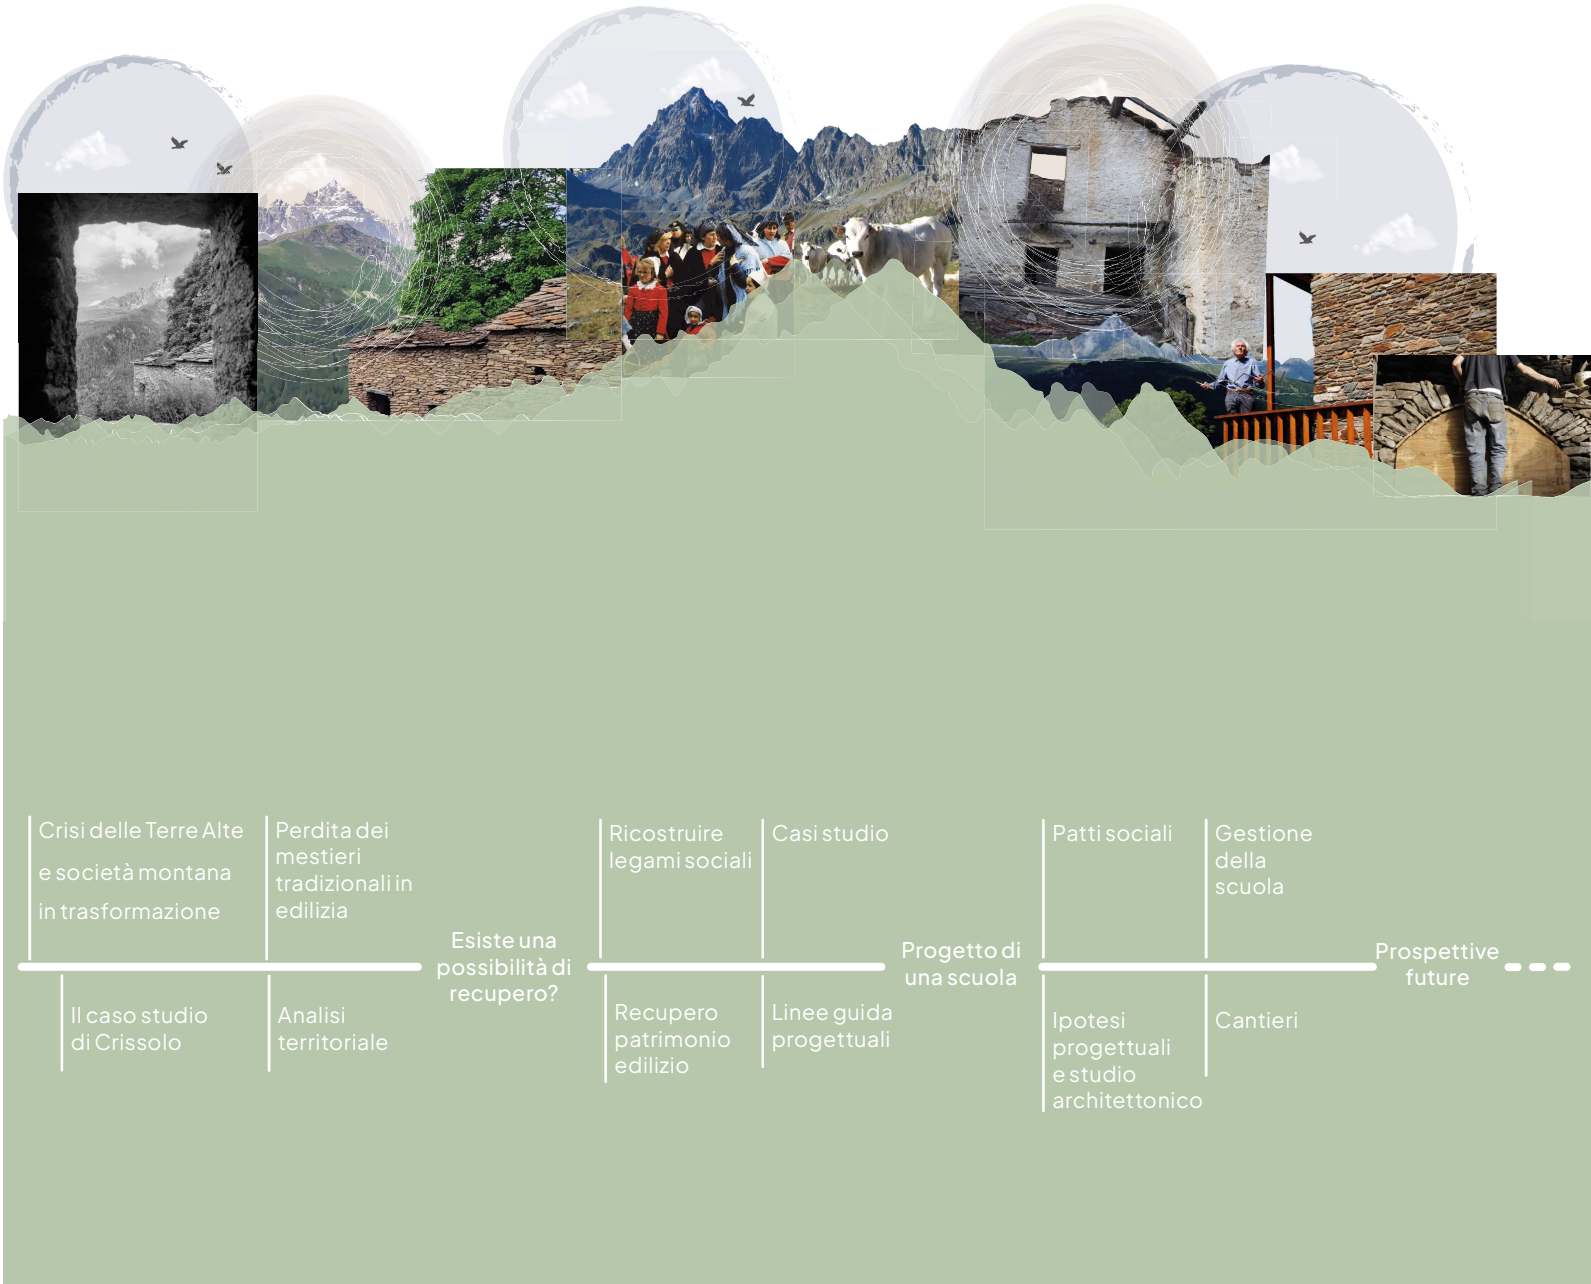 Crisi delle Terre Alte
e società montana
in trasformazione
Perdita dei
mestieri
tradizionali in
edilizia
Il caso studio
di Crissolo
Analisi
territoriale
Esiste una
possibilità di
recupero?
Ricostruire
legami sociali
Casi studio
Recupero
patrimonio
edilizio
Linee guida
progettuali
Progetto di
una scuola
Patti sociali
Gestione
della
scuola
Ipotesi
progettuali
e studio
architettonico
Cantieri
Prospettive
future